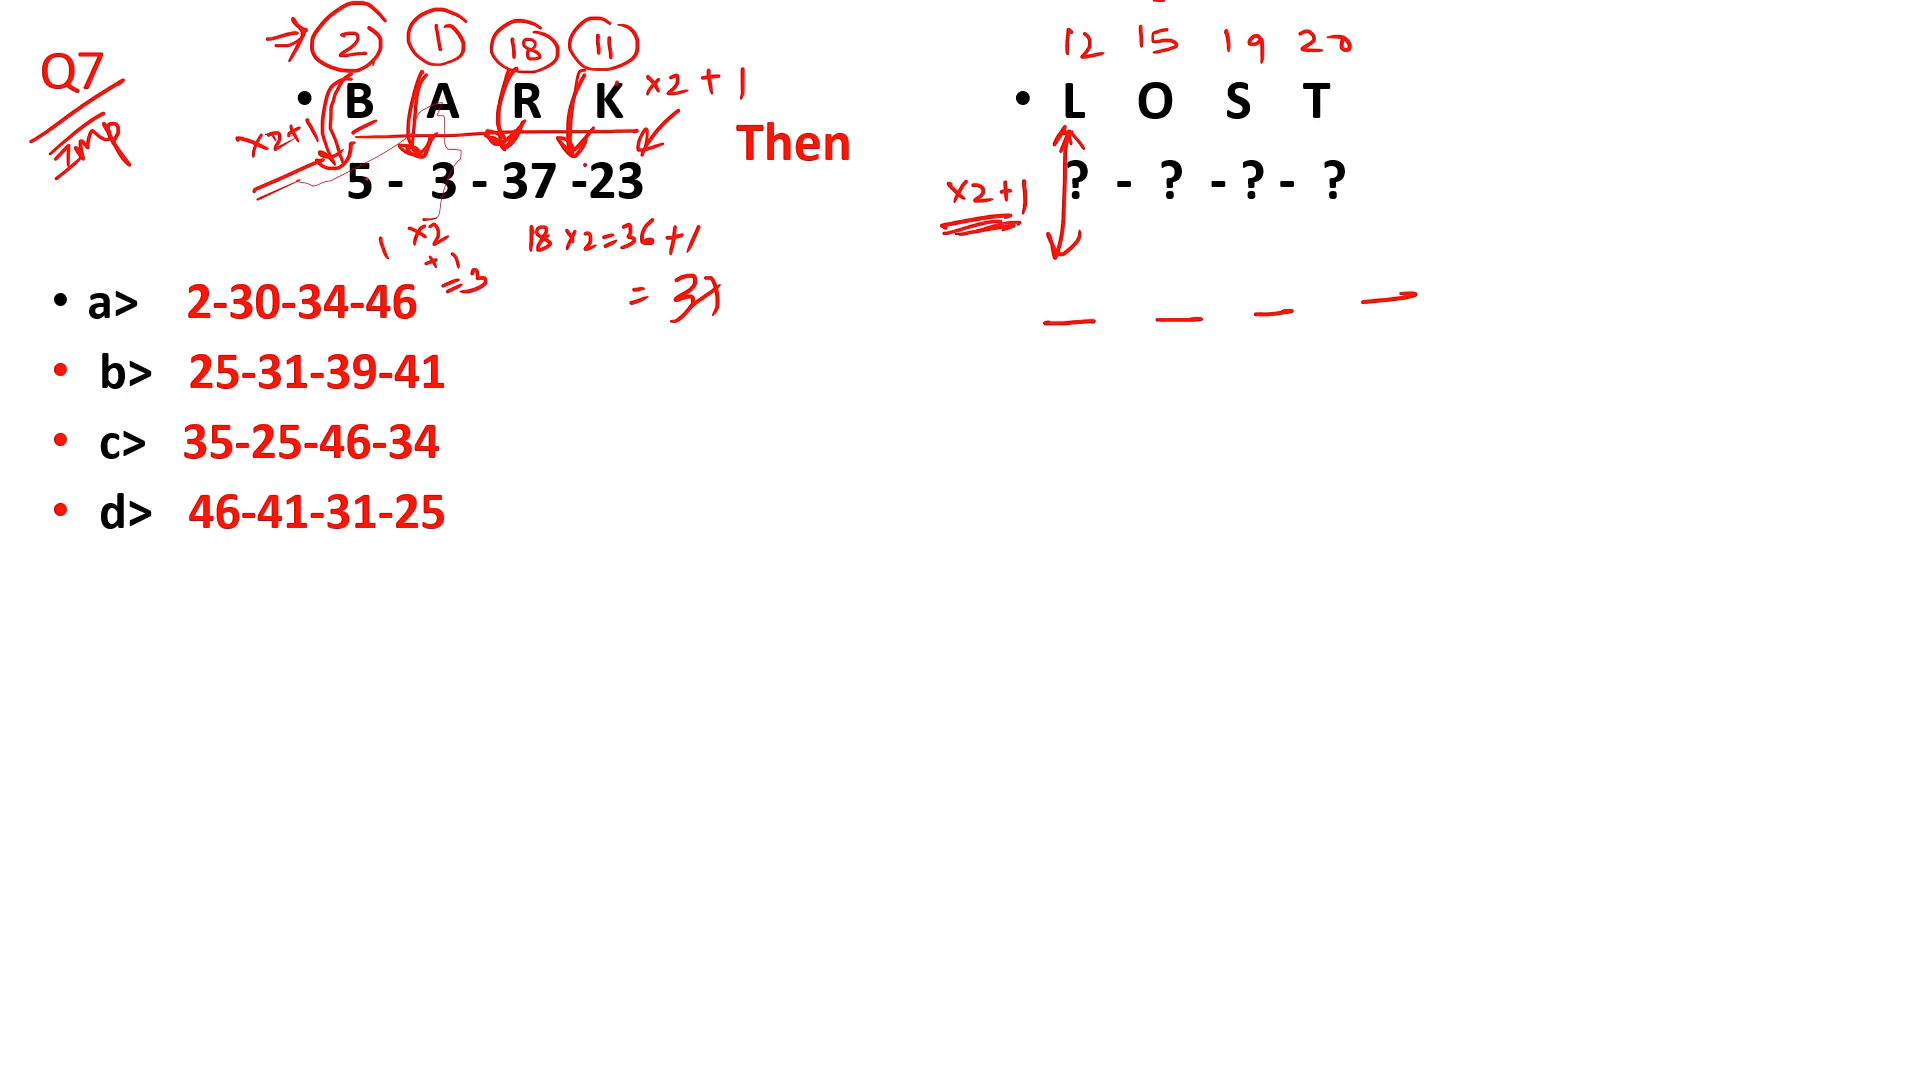 Q7
Imp
2 1 18 11
• B A R K ×2+1
×2+1
5 - 3 - 37 -23
1 ×2
+1
=3
18 ×2=36+1
= 37
Then
12 15 19 20
• L O S T
×2+1
? - ? - ? - ?
• a> 2-30-34-46
• b> 25-31-39-41
• c> 35-25-46-34
• d> 46-41-31-25